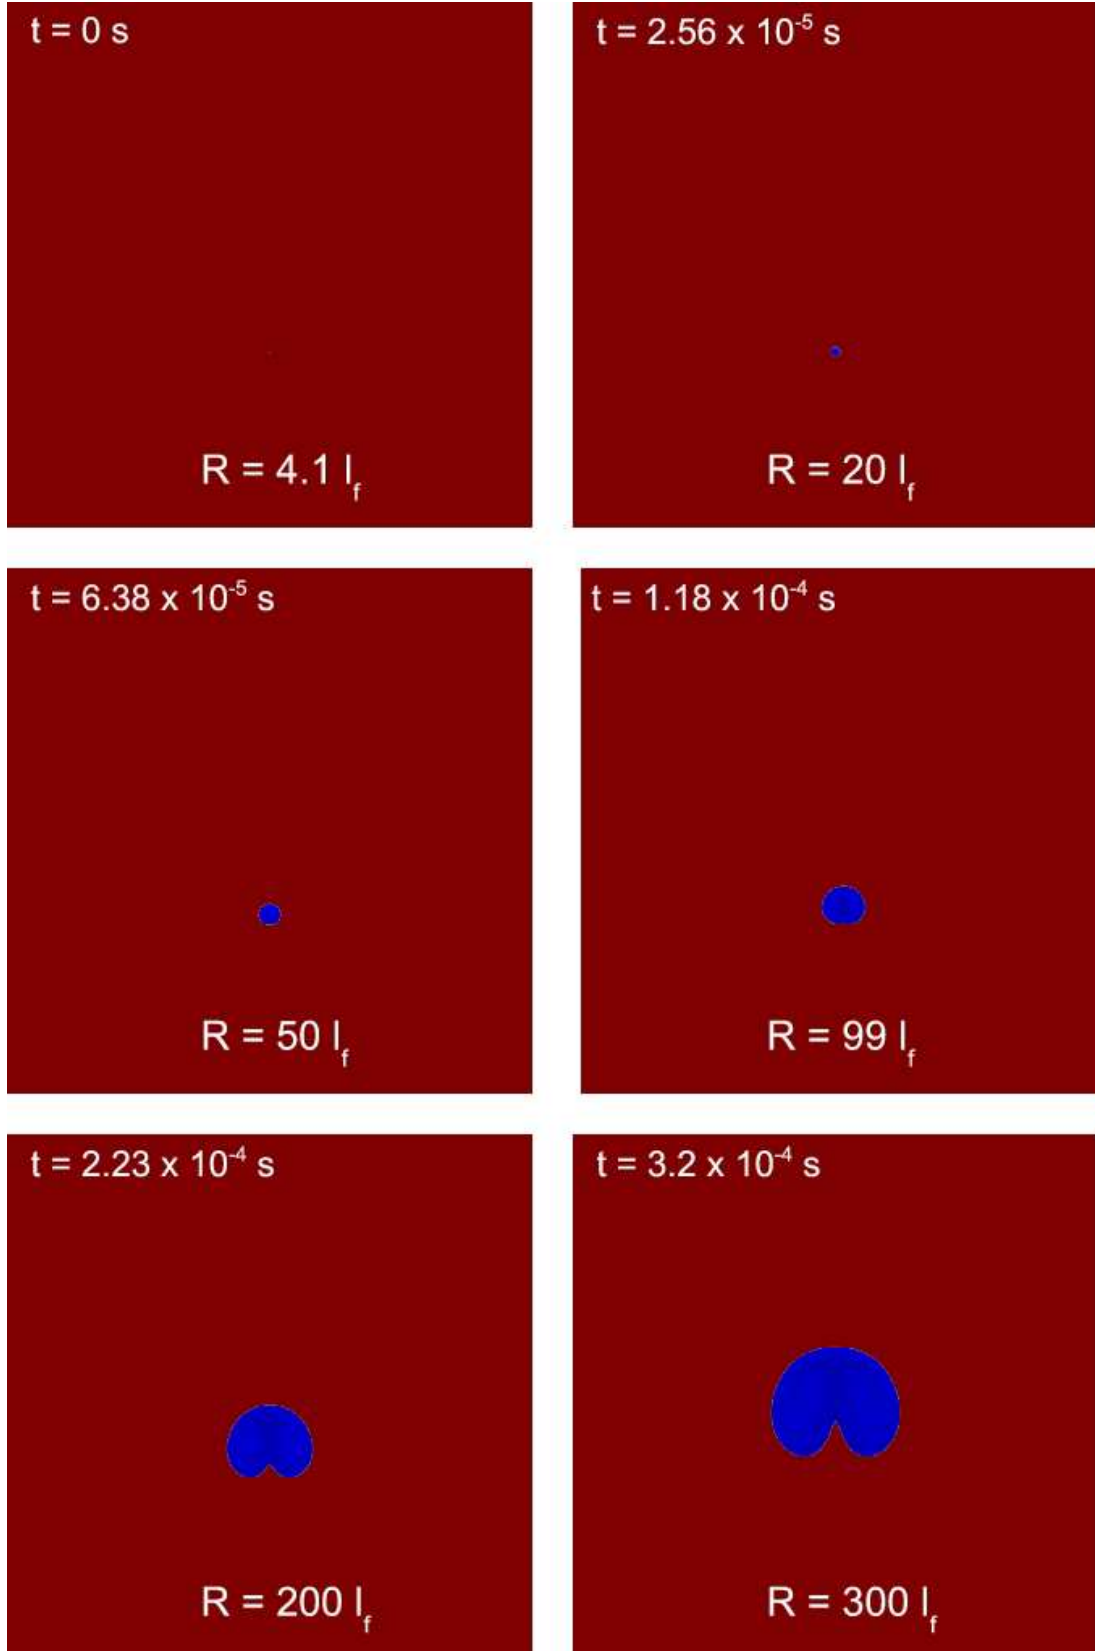 t = 0 s
R = 4.1 l_f
t = 2.56 x 10^-5 s
R = 20 l_f
t = 6.38 x 10^-5 s
R = 50 l_f
t = 1.18 x 10^-4 s
R = 99 l_f
t = 2.23 x 10^-4 s
R = 200 l_f
t = 3.2 x 10^-4 s
R = 300 l_f